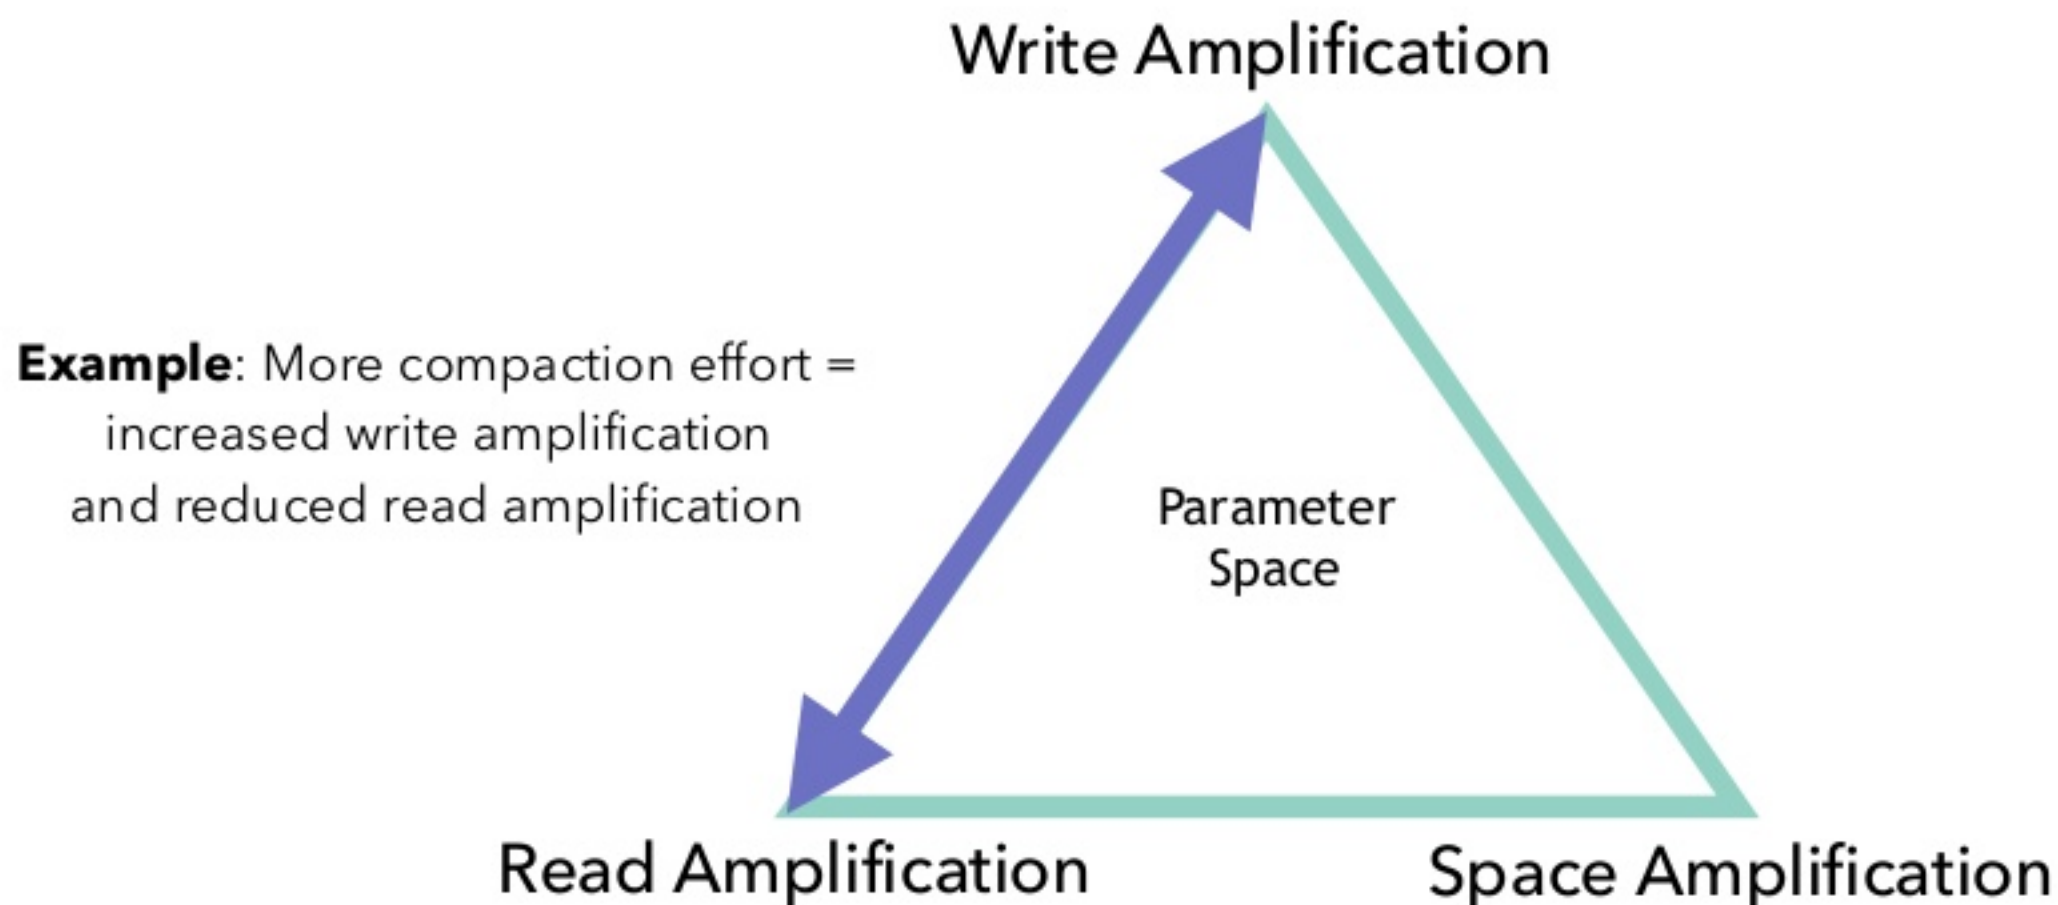 Write Amplification
Example: More compaction effort =
increased write amplification
and reduced read amplification
Parameter
Space
Read Amplification
Space Amplification